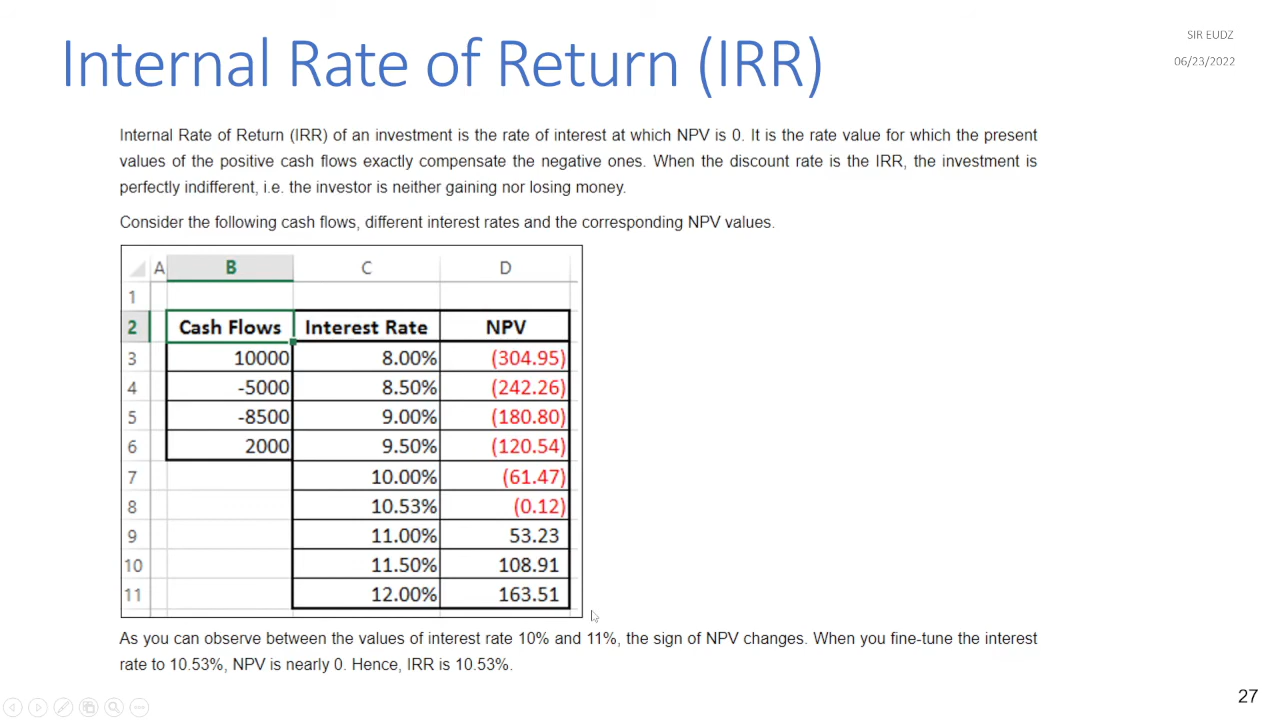 Internal Rate of Return (IRR)
SIR EUDZ
06/23/2022
Internal Rate of Return (IRR) of an investment is the rate of interest at which NPV is 0. It is the rate value for which the present
values of the positive cash flows exactly compensate the negative ones. When the discount rate is the IRR, the investment is
perfectly indifferent, i.e. the investor is neither gaining nor losing money.
Consider the following cash flows, different interest rates and the corresponding NPV values.
A B C D
1
2 Cash Flows Interest Rate NPV
3 10000 8.00% (304.95)
4 -5000 8.50% (242.26)
5 -8500 9.00% (180.80)
6 2000 9.50% (120.54)
7 10.00% (61.47)
8 10.53% (0.12)
9 11.00% 53.23
10 11.50% 108.91
11 12.00% 163.51
As you can observe between the values of interest rate 10% and 11%, the sign of NPV changes. When you fine-tune the interest
rate to 10.53%, NPV is nearly 0. Hence, IRR is 10.53%.
27